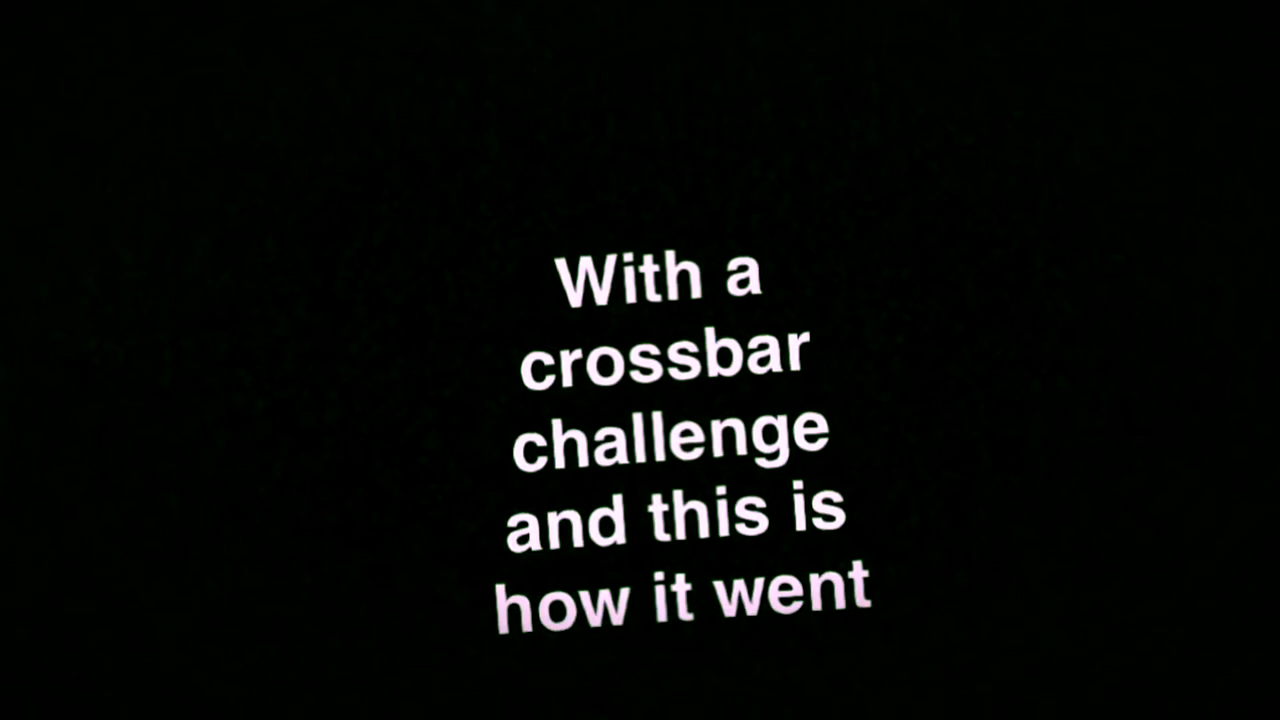 With a
crossbar
challenge
and this is
how it went